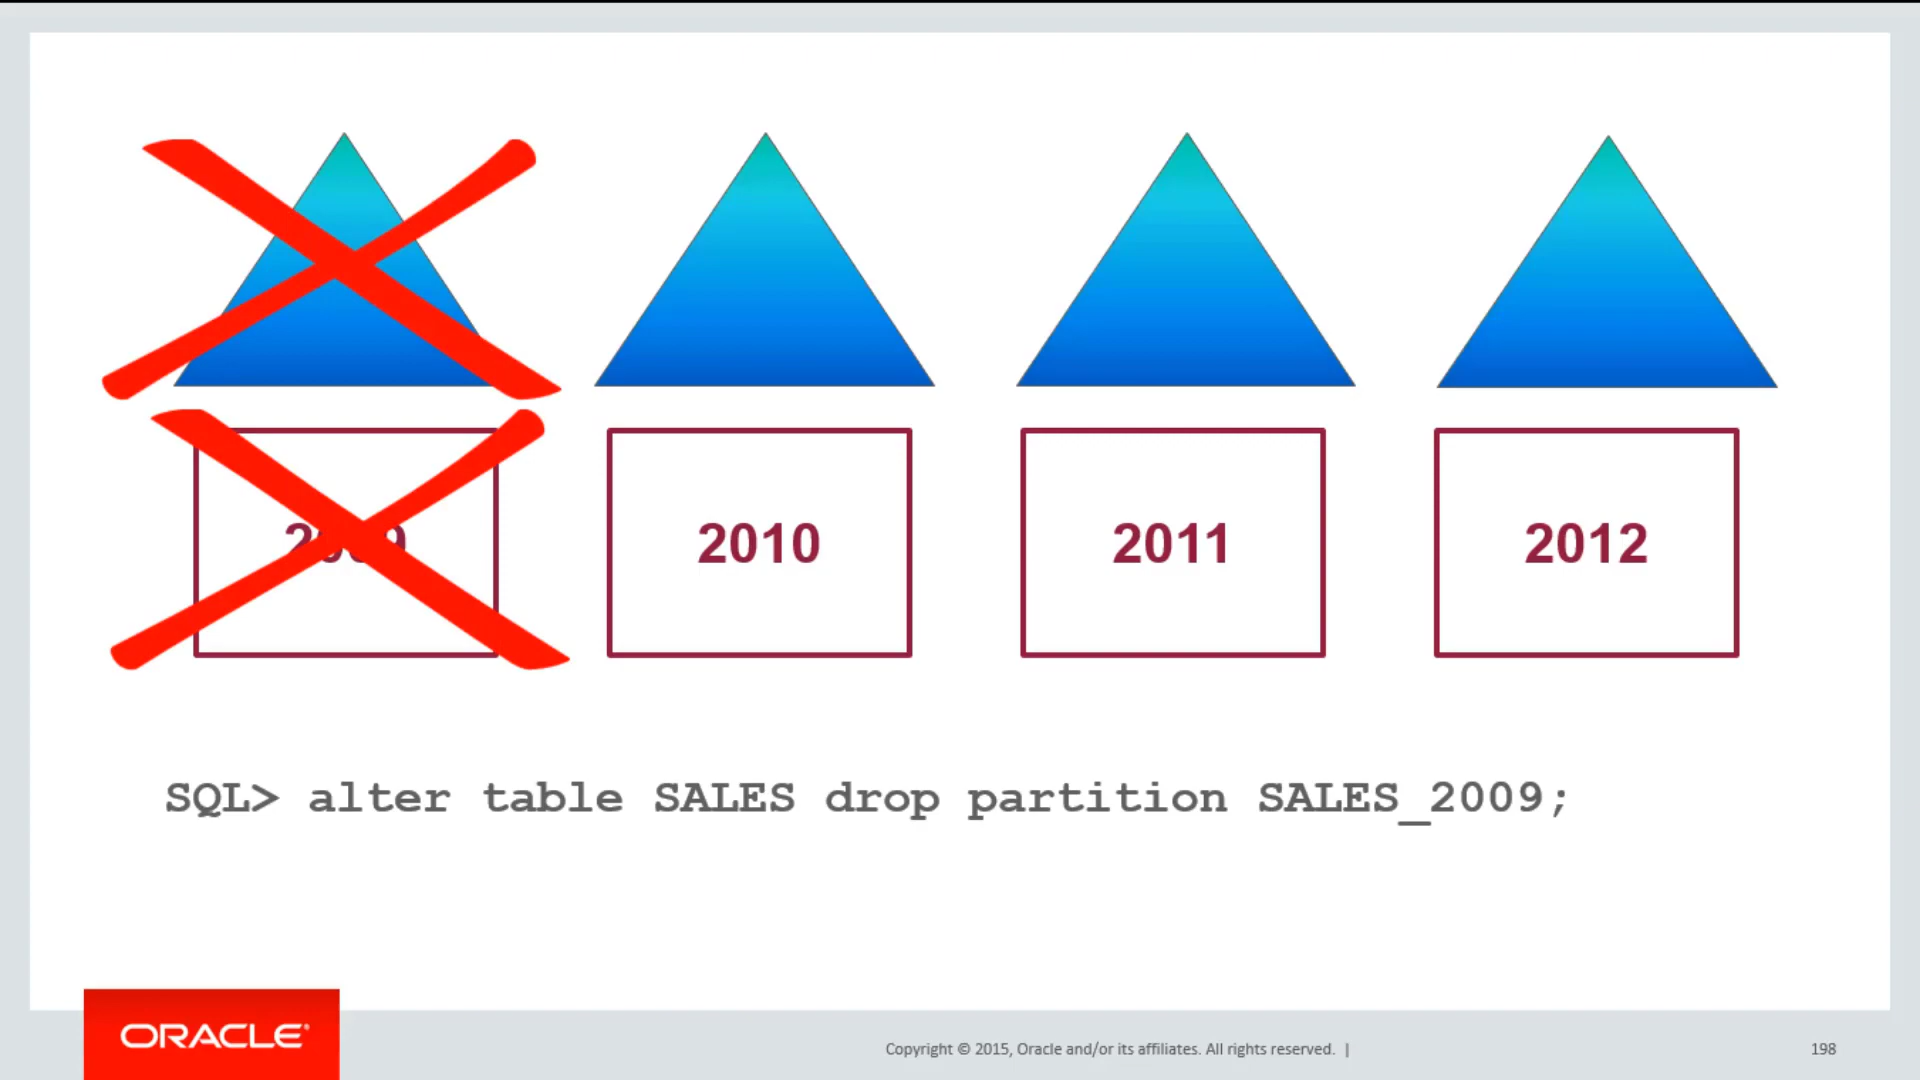 2010
2011
2012
SQL> alter table SALES drop partition SALES_2009;
ORACLE
Copyright © 2015, Oracle and/or its affiliates. All rights reserved. |
198